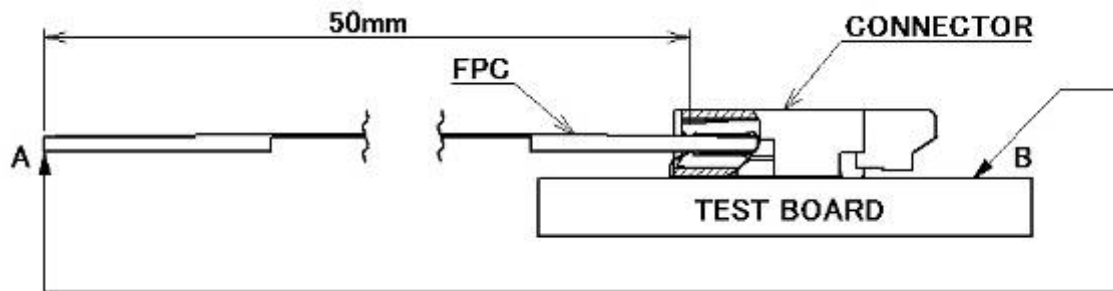 50mm
CONNECTOR
FPC
A
B
TEST BOARD